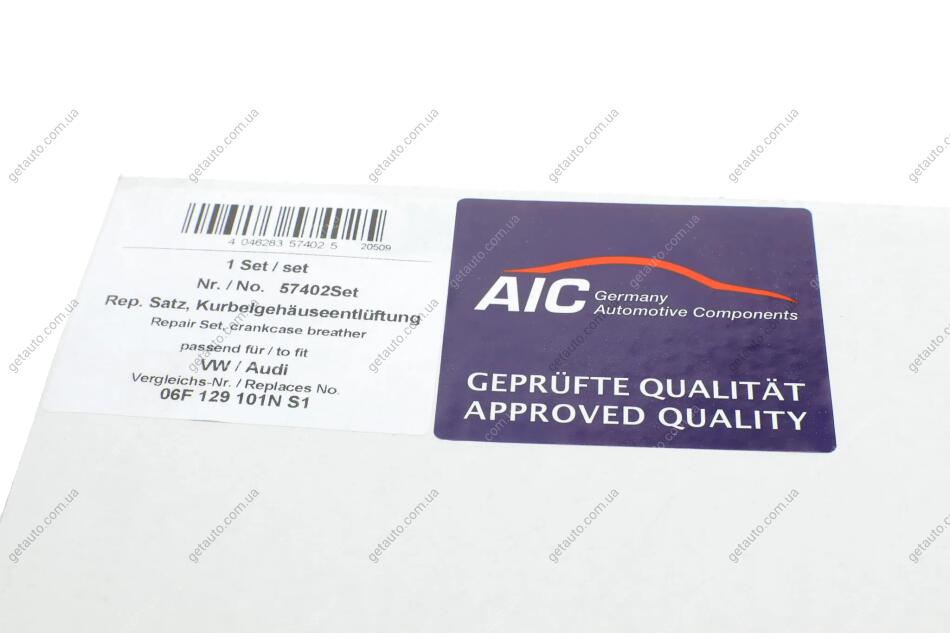 4 046283 57402 5 20509
1 Set / set
Nr. / No. 57402Set
Rep. Satz, Kurbelgehäuseentlüftung
Repair Set, crankcase breather
passend für / to fit
VW / Audi
Vergleichs-Nr. / Replaces No.
06F 129 101N S1
AIC Germany
Automotive Components
GEPRÜFTE QUALITÄT
APPROVED QUALITY
getauto.com.ua